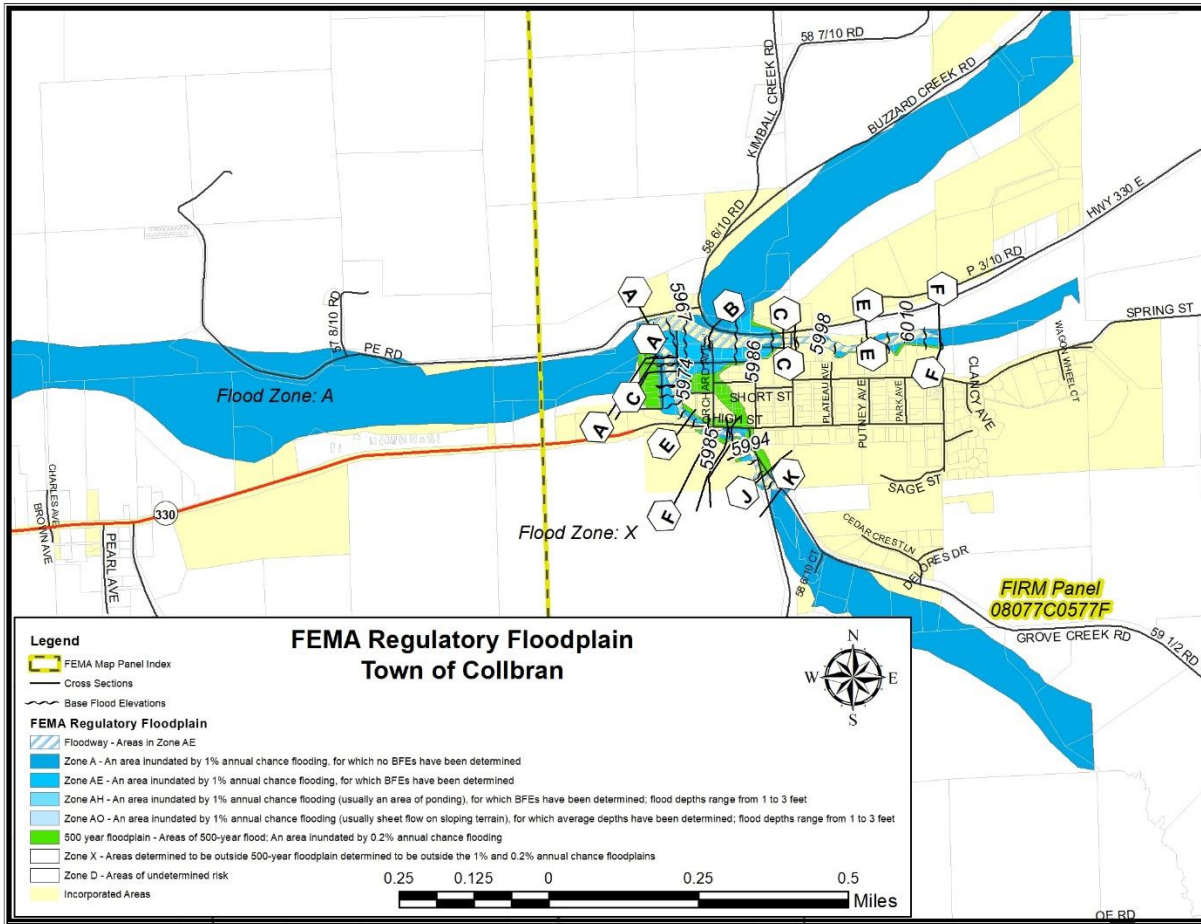 58 7/10 RD
KIMBALL CREEK RD
BUZZARD CREEK RD
58 6/10 RD
HWY 330 E
P 3/10 RD
A
5967
B
C
E
F
6010
5998
SPRING ST
57 8/10 RD
PE RD
A
5974
ORCHARD AVE
5986
C
E
F
WAGON WHEEL CT
CLANCY AVE
Flood Zone: A
C
SHORT ST
PLATEAU AVE
PUTNEY AVE
PARK AVE
A
E
HIGH ST
5985
5994
CHARLES AVE
BROWN AVE
330
PEARL AVE
J
K
SAGE ST
F
Flood Zone: X
CEDAR CREST LN
DELORES DR
58 6/10 CT
FIRM Panel
08077C0577F
GROVE CREEK RD
59 1/2 RD
Legend
FEMA Regulatory Floodplain
Town of Collbran
N
W
E
S
FEMA Map Panel Index
Cross Sections
Base Flood Elevations
FEMA Regulatory Floodplain
Floodway - Areas in Zone AE
Zone A - An area inundated by 1% annual chance flooding, for which no BFEs have been determined
Zone AE - An area inundated by 1% annual chance flooding, for which BFEs have been determined
Zone AH - An area inundated by 1% annual chance flooding (usually an area of ponding), for which BFEs have been determined; flood depths range from 1 to 3 feet
Zone AO - An area inundated by 1% annual chance flooding (usually sheet flow on sloping terrain), for which average depths have been determined; flood depths range from 1 to 3 feet
500 year floodplain - Areas of 500-year flood; An area inundated by 0.2% annual chance flooding
Zone X - Areas determined to be outside 500-year floodplain determined to be outside the 1% and 0.2% annual chance floodplains
Zone D - Areas of undetermined risk
Incorporated Areas
0.25 0.125 0 0.25 0.5
Miles
OE RD